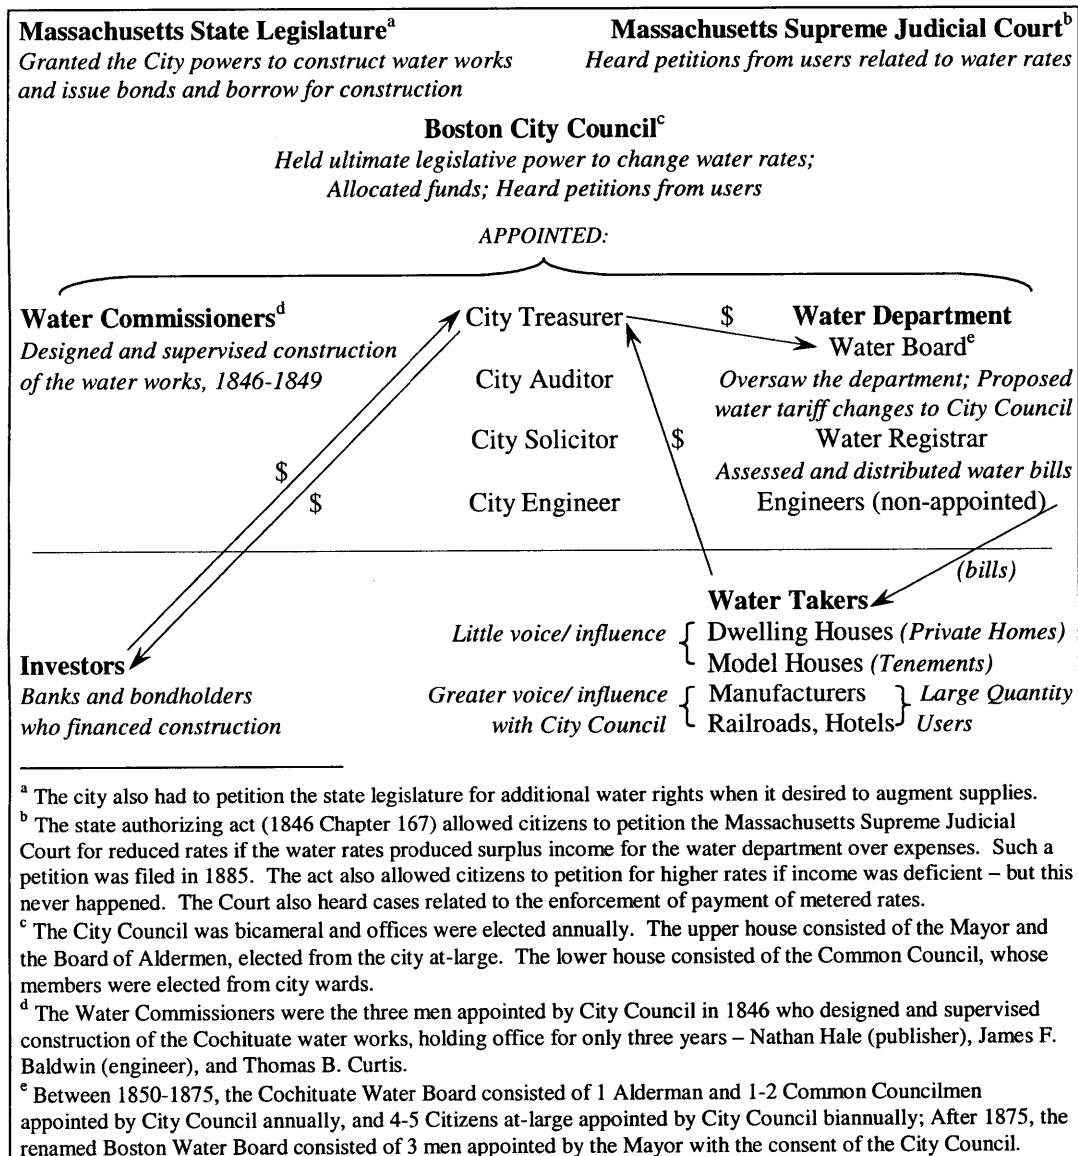 Massachusetts State Legislatureᵃ
Massachusetts Supreme Judicial Courtᵇ
Granted the City powers to construct water works
and issue bonds and borrow for construction
Heard petitions from users related to water rates
Boston City Councilᶜ
Held ultimate legislative power to change water rates;
Allocated funds; Heard petitions from users
APPOINTED:
Water Commissionersᵈ
Designed and supervised construction
of the water works, 1846-1849
City Treasurer
City Auditor
City Solicitor
City Engineer
$
Water Department
Water Boardᵉ
Oversaw the department; Proposed
water tariff changes to City Council
Water Registrar
Assessed and distributed water bills
Engineers (non-appointed)
$
$
$
(bills)
Water Takers
Little voice/ influence
Dwelling Houses (Private Homes)
Model Houses (Tenements)
Greater voice/ influence
with City Council
Manufacturers
Railroads, Hotels
Large Quantity
Users
Investors
Banks and bondholders
who financed construction
ᵃ The city also had to petition the state legislature for additional water rights when it desired to augment supplies.
ᵇ The state authorizing act (1846 Chapter 167) allowed citizens to petition the Massachusetts Supreme Judicial
Court for reduced rates if the water rates produced surplus income for the water department over expenses. Such a
petition was filed in 1885. The act also allowed citizens to petition for higher rates if income was deficient – but this
never happened. The Court also heard cases related to the enforcement of payment of metered rates.
ᶜ The City Council was bicameral and offices were elected annually. The upper house consisted of the Mayor and
the Board of Aldermen, elected from the city at-large. The lower house consisted of the Common Council, whose
members were elected from city wards.
ᵈ The Water Commissioners were the three men appointed by City Council in 1846 who designed and supervised
construction of the Cochituate water works, holding office for only three years – Nathan Hale (publisher), James F.
Baldwin (engineer), and Thomas B. Curtis.
ᵉ Between 1850-1875, the Cochituate Water Board consisted of 1 Alderman and 1-2 Common Councilmen
appointed by City Council annually, and 4-5 Citizens at-large appointed by City Council biannually; After 1875, the
renamed Boston Water Board consisted of 3 men appointed by the Mayor with the consent of the City Council.